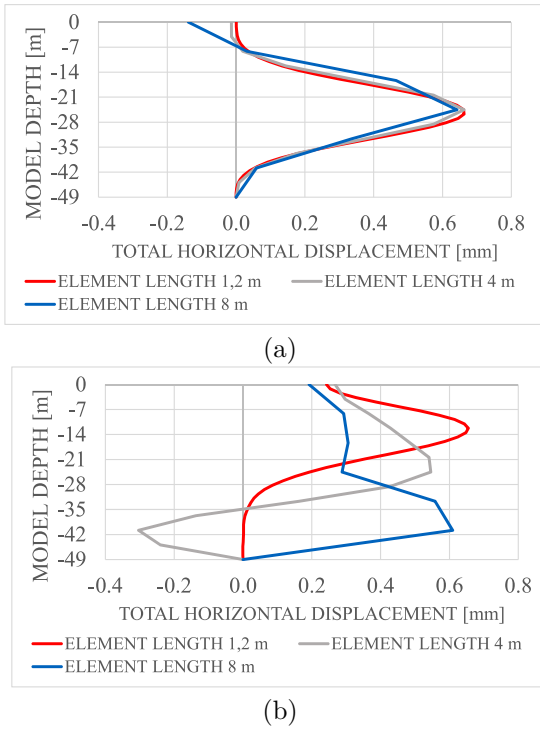 MODEL DEPTH [m]
0
-7
-14
-21
-28
-35
-42
-49
-0.4 -0.2 0.0 0.2 0.4 0.6 0.8
TOTAL HORIZONTAL DISPLACEMENT [mm]
ELEMENT LENGTH 1,2 m ELEMENT LENGTH 4 m
ELEMENT LENGTH 8 m
(a)
MODEL DEPTH [m]
0
-7
-14
-21
-28
-35
-42
-49
-0.4 -0.2 0.0 0.2 0.4 0.6 0.8
TOTAL HORIZONTAL DISPLACEMENT [mm]
ELEMENT LENGTH 1,2 m ELEMENT LENGTH 4 m
ELEMENT LENGTH 8 m
(b)